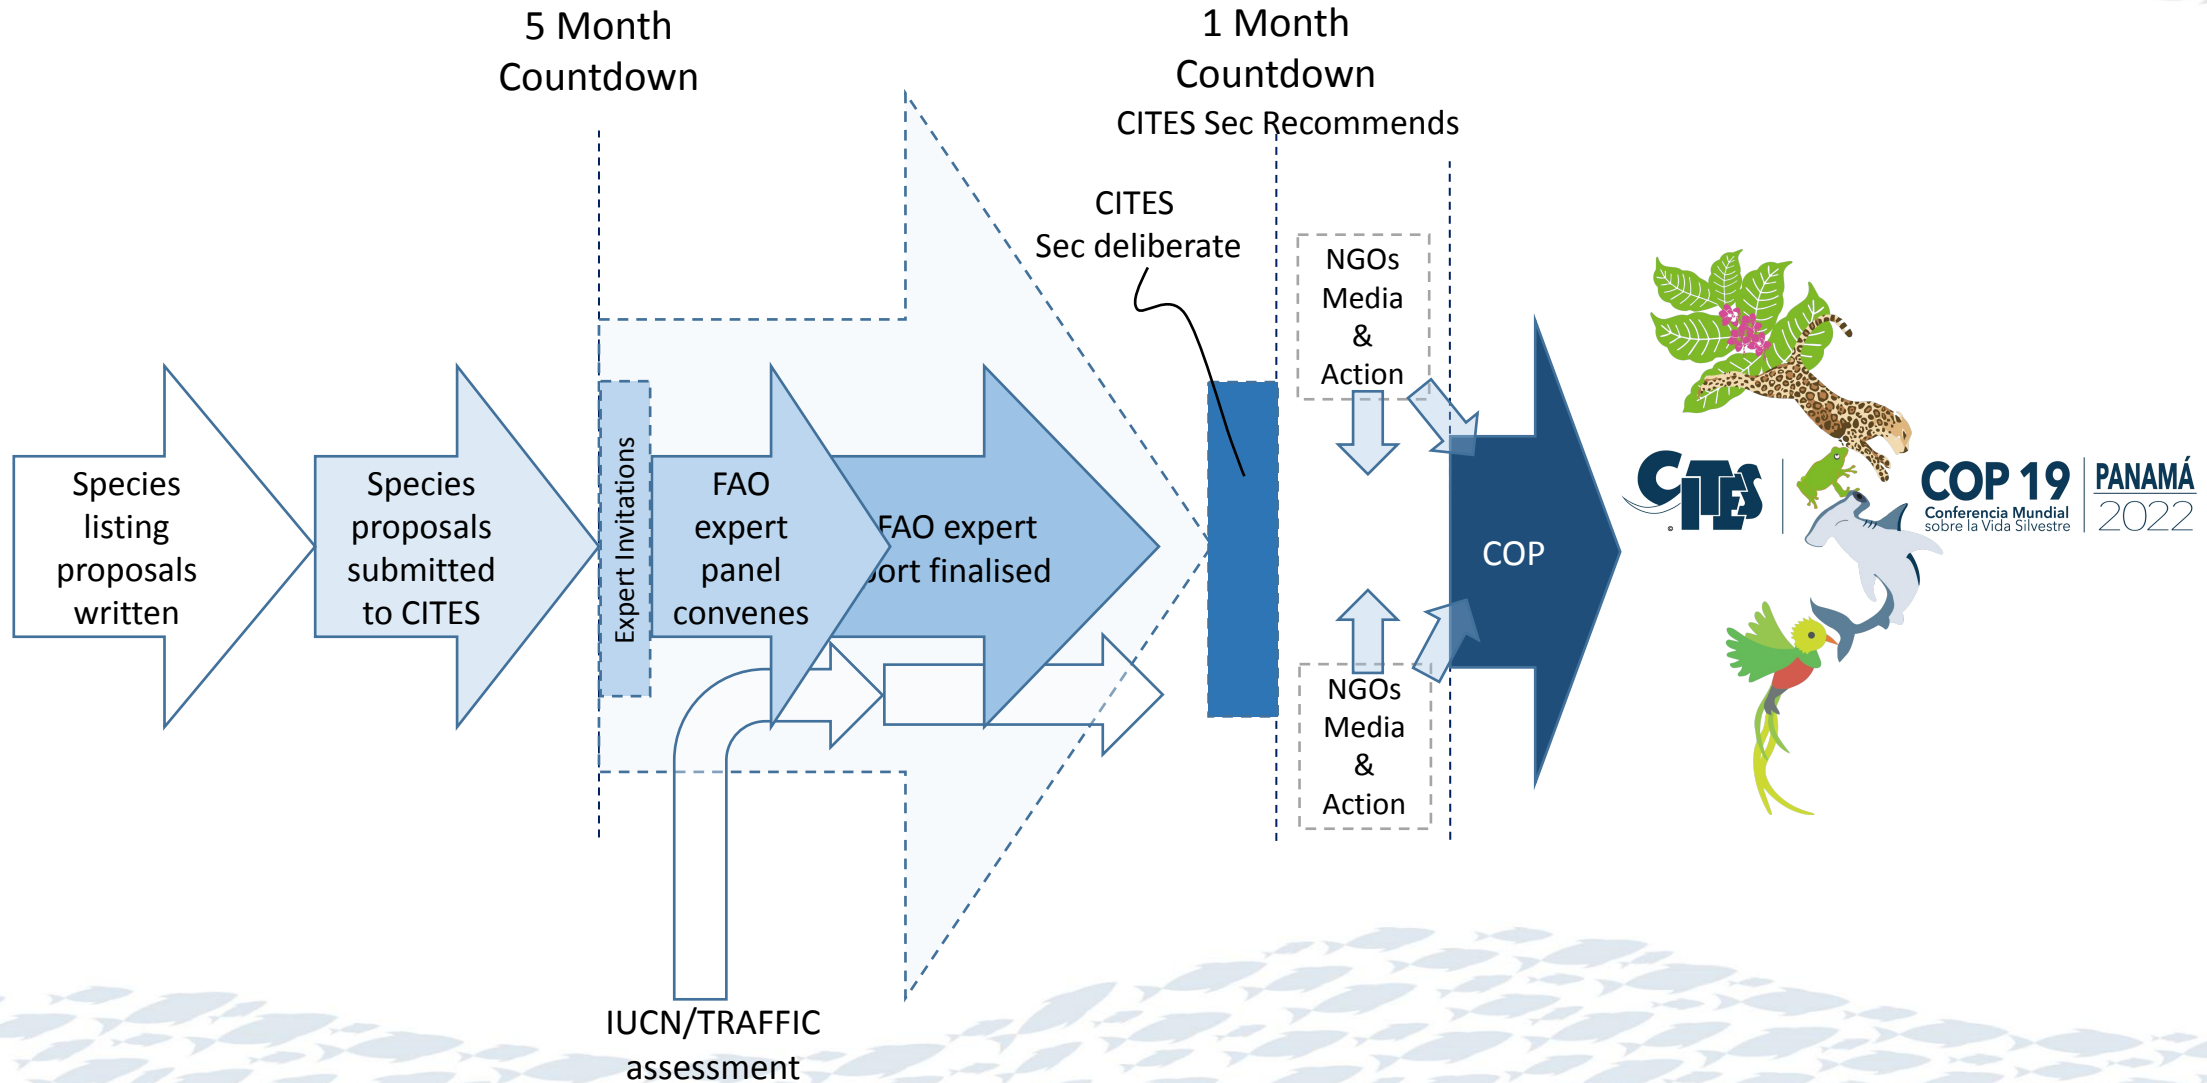 5 Month
Countdown
1 Month
Countdown
CITES Sec Recommends
CITES
Sec deliberate
NGOs
Media
&
Action
Species
listing
proposals
written
Species
proposals
submitted
to CITES
Expert Invitations
FAO
expert
panel
convenes
FAO expert
ort finalised
COP
NGOs
Media
&
Action
IUCN/TRAFFIC
assessment
CITES
©
COP 19
Conferencia Mundial
sobre la Vida Silvestre
PANAMÁ
2022